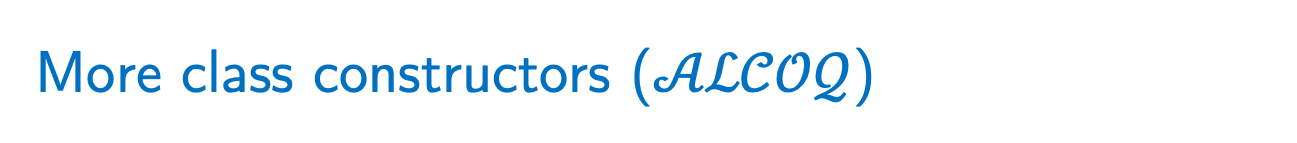 More class constructors (𝒜ℒ𝒞𝒪𝒬)